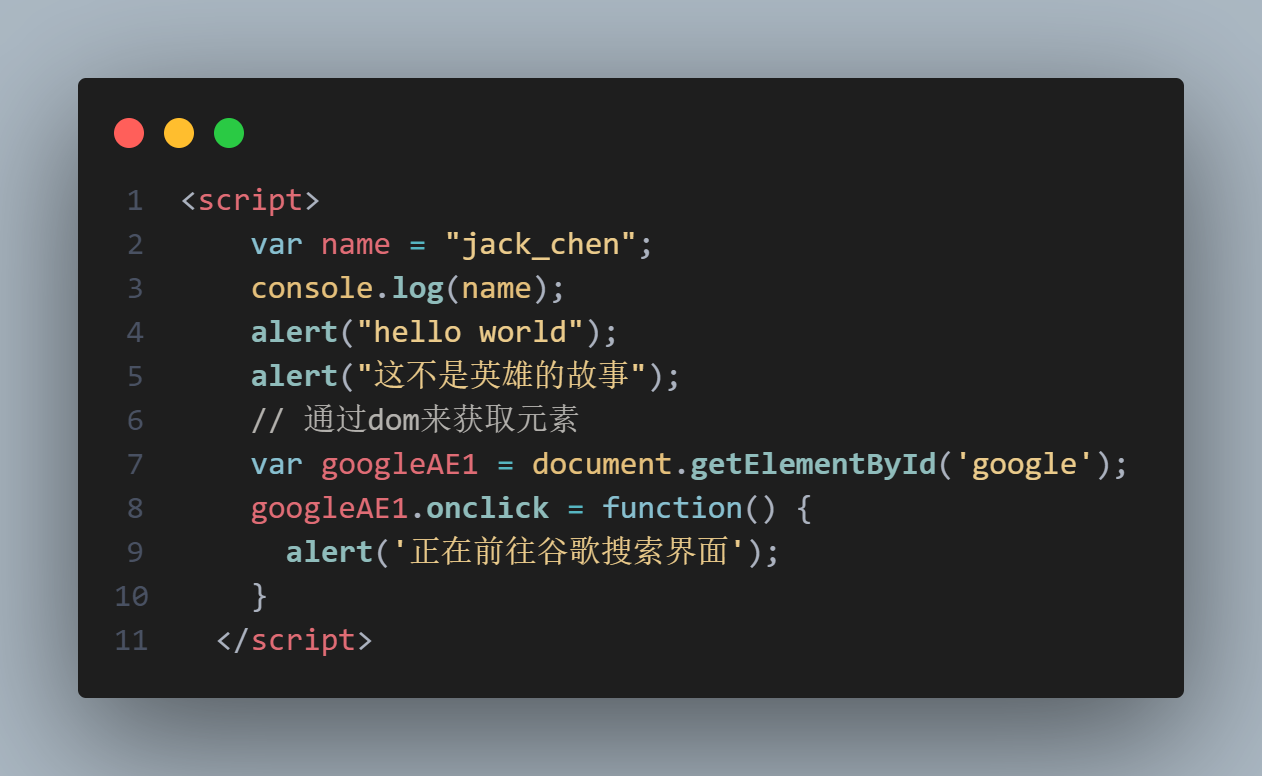 1 <script>
2 var name = "jack_chen";
3 console.log(name);
4 alert("hello world");
5 alert("这不是英雄的故事");
6 // 通过dom来获取元素
7 var googleAE1 = document.getElementById('google');
8 googleAE1.onclick = function() {
9 alert('正在前往谷歌搜索界面');
10 }
11 </script>